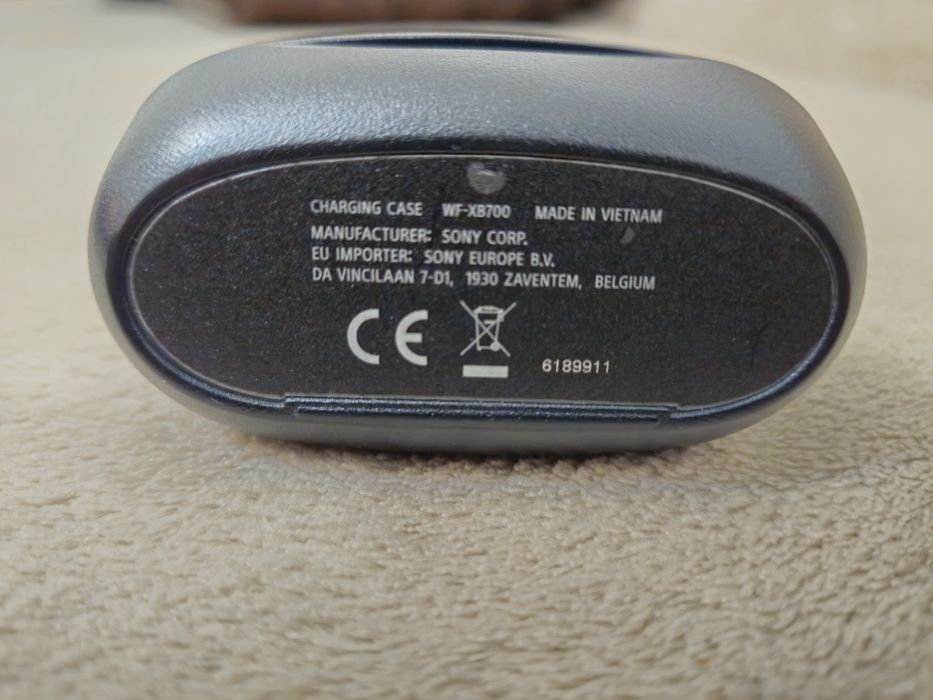 CHARGING CASE WF-XB700 MADE IN VIETNAM
MANUFACTURER: SONY CORP.
EU IMPORTER: SONY EUROPE B.V.
DA VINCILAAN 7-D1, 1930 ZAVENTEM, BELGIUM
CE
6189911